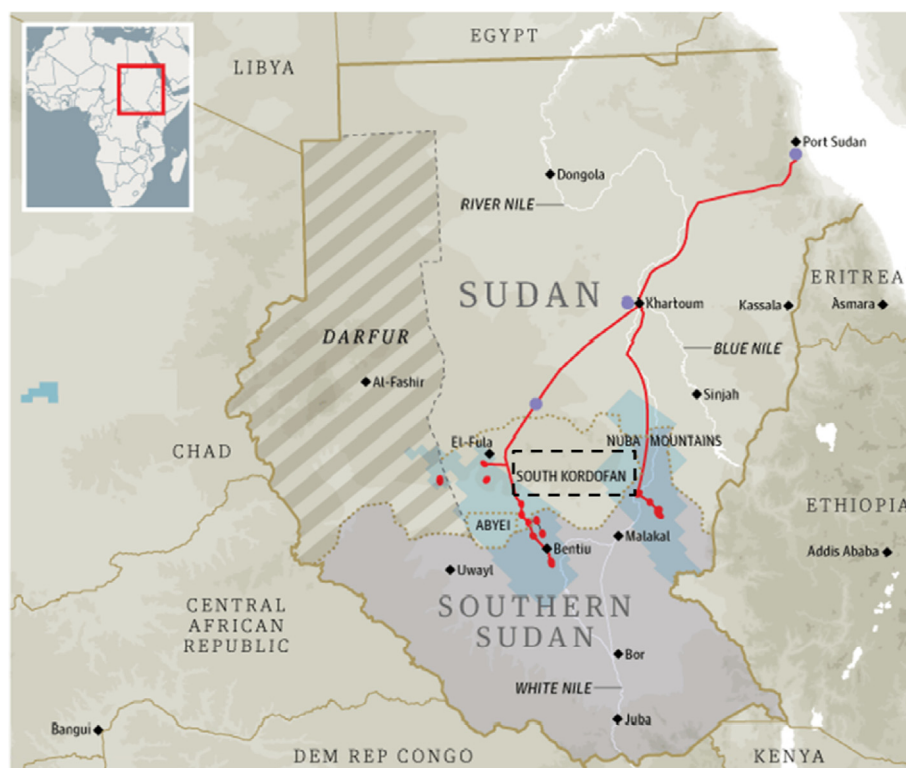 EGYPT
LIBYA
Port Sudan
Dongola
RIVER NILE
ERITREA
SUDAN
Khartoum
Kassala
Asmara
DARFUR
BLUE NILE
Al-Fashir
Sinjah
CHAD
El-Fula
NUBA MOUNTAINS
SOUTH KORDOFAN
ETHIOPIA
ABYEI
Malakal
Bentiu
Addis Ababa
Uwayl
CENTRAL
AFRICAN
REPUBLIC
SOUTHERN
SUDAN
Bor
WHITE NILE
Juba
Bangui
DEM REP CONGO
KENYA